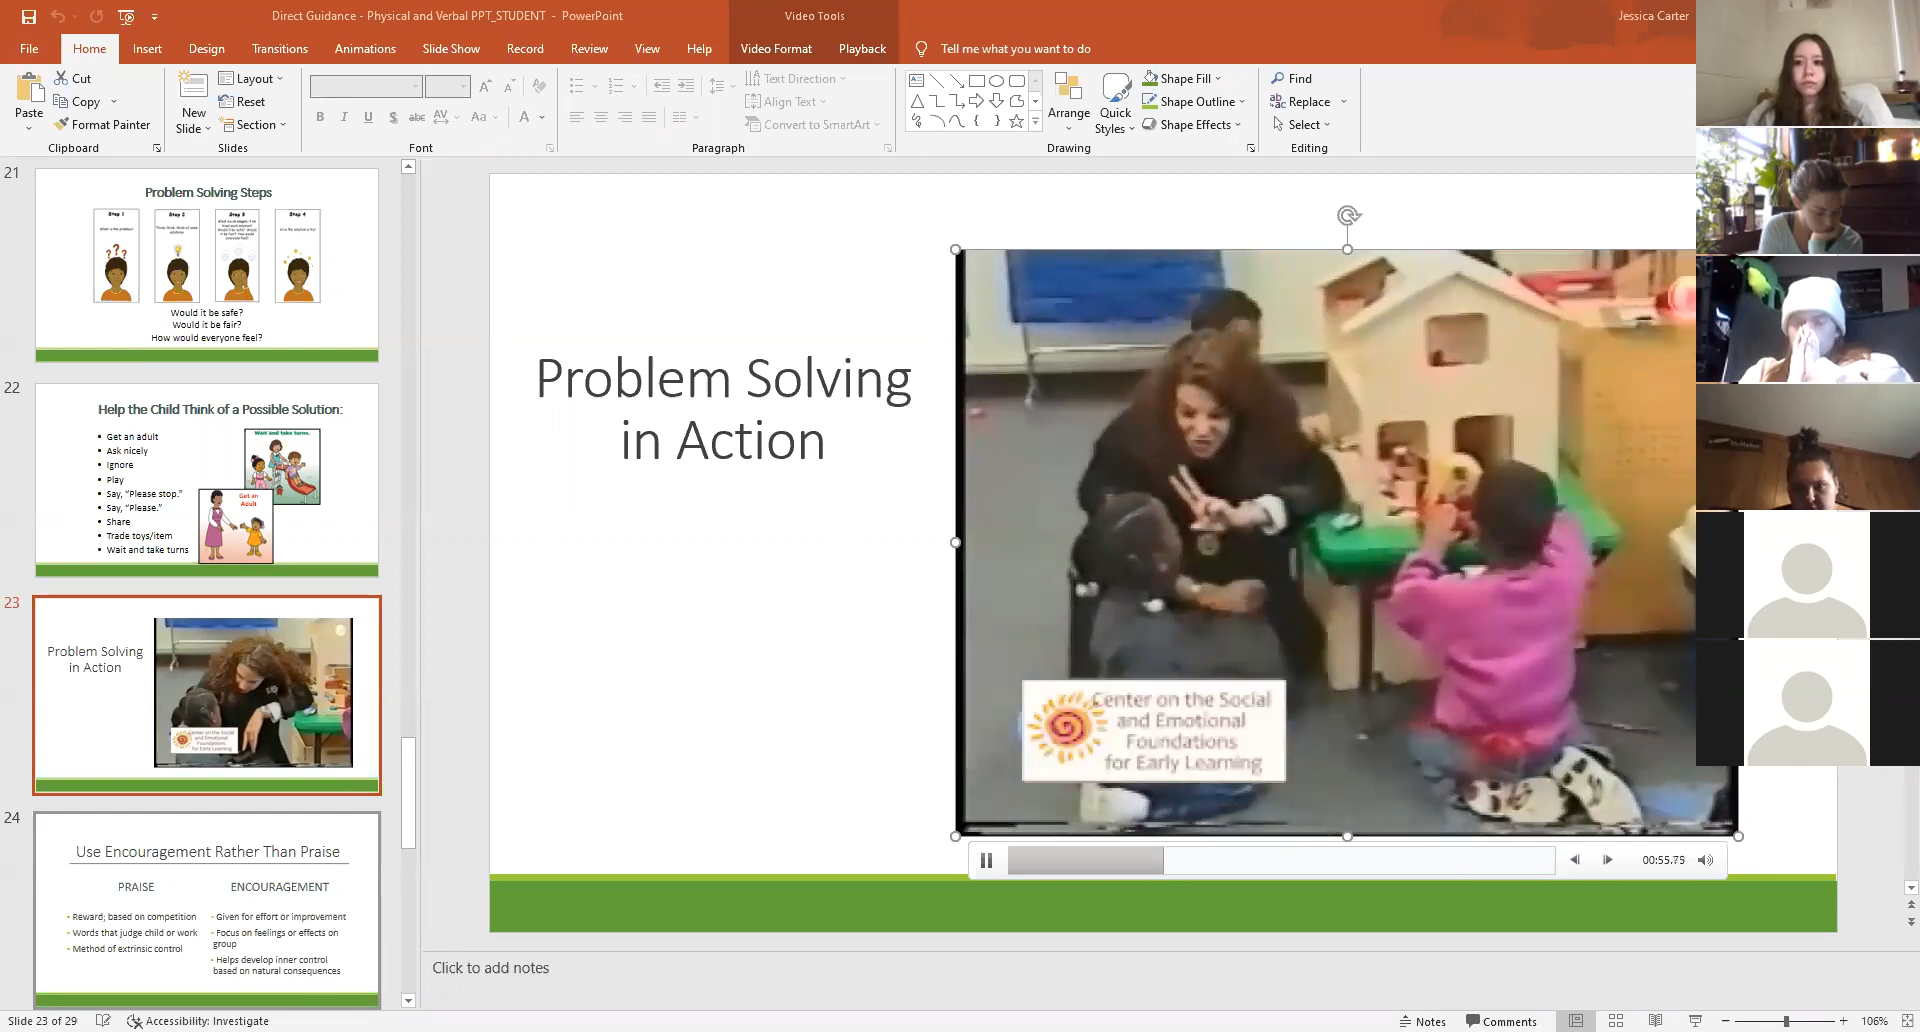 Direct Guidance - Physical and Verbal PPT_STUDENT - PowerPoint
Video Tools
Jessica Carter
File Home Insert Design Transitions Animations Slide Show Record Review View Help Video Format Playback Tell me what you want to do
Paste
Cut
Copy
Format Painter
Clipboard
New
Slide
Layout
Reset
Section
Slides
Font
Text Direction
Align Text
Convert to SmartArt
Paragraph
Arrange
Quick
Styles
Shape Fill
Shape Outline
Shape Effects
Drawing
Find
Replace
Select
Editing
21
Problem Solving Steps
Step 1
Step 2
Step 3
Step 4
Would it be safe?
Would it be fair?
How would everyone feel?
22
Help the Child Think of a Possible Solution:
• Get an adult
• Ask nicely
• Ignore
• Play
• Say, “Please stop.”
• Say, “Please.”
• Share
• Trade toys/item
• Wait and take turns
Wait and take turns.
Get an
Adult
23
Problem Solving
in Action
Center on the Social
and Emotional
Foundations
for Early Learning
24
Use Encouragement Rather Than Praise
PRAISE
• Reward; based on competition
• Words that judge child or work
• Method of extrinsic control
ENCOURAGEMENT
• Given for effort or improvement
• Focus on feelings or effects on
group
• Helps develop inner control
based on natural consequences
Problem Solving
in Action
Center on the Social
and Emotional
Foundations
for Early Learning
00:55.75
Click to add notes
Slide 23 of 29
Accessibility: Investigate
Notes
Comments
106%